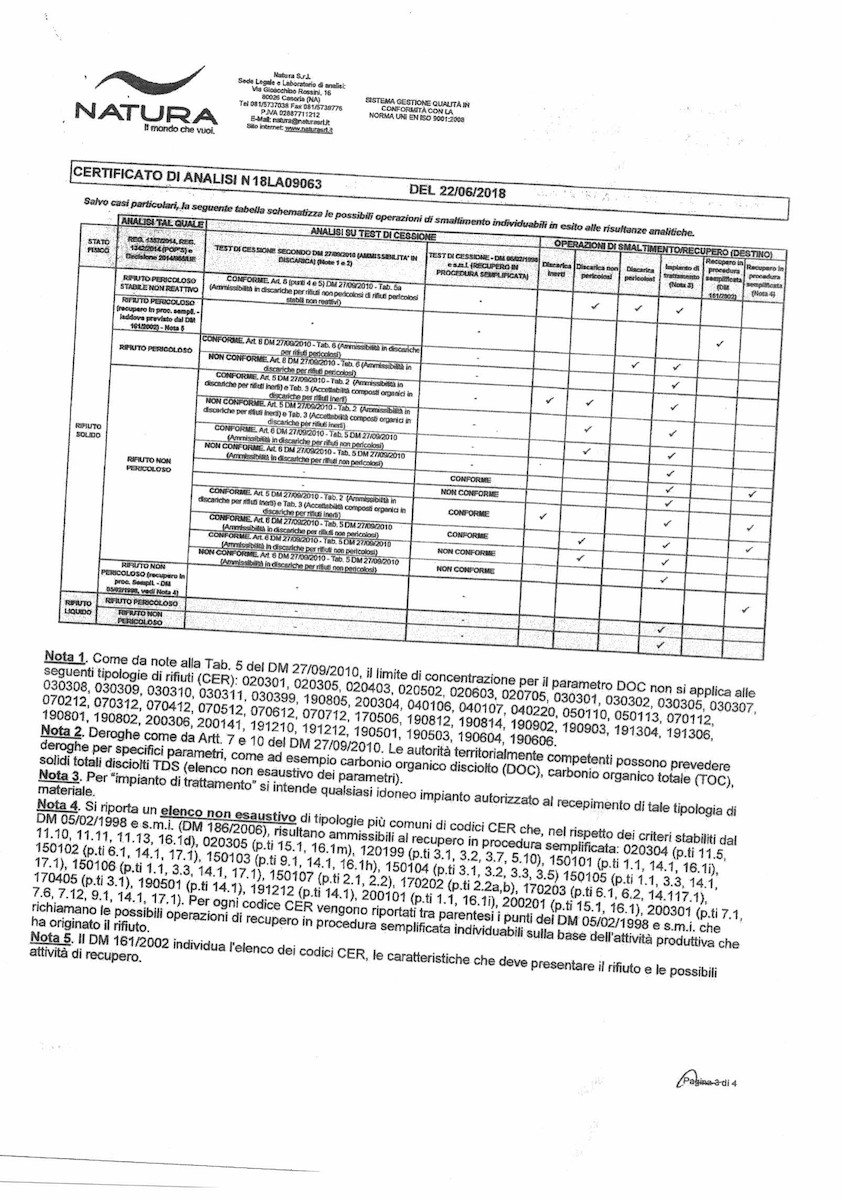 NATURA
Il mondo che vuoi.
Natura S.r.l.
Sede Legale e Laboratorio di analisi:
Via Gioacchino Rossini, 16
80026 Casoria (NA)
Tel 081/5737038 Fax 081/5739776
P.IVA 02887711212
E-Mail: natura@naturasrl.it
Sito internet: www.naturasrl.it
SISTEMA GESTIONE QUALITÀ IN
CONFORMITÀ CON LA
NORMA UNI EN ISO 9001:2008
CERTIFICATO DI ANALISI N 18LA09063 DEL 22/06/2018
Salvo casi particolari, la seguente tabella schematizza le possibili operazioni di smaltimento individuabili in esito alle risultanze analitiche.
STATO FISICO
ANALISI TAL QUALE
REG. 1357/2014, REG.
1342/2014 (POP'S) e
Decisione 2014/955/UE
ANALISI SU TEST DI CESSIONE
TEST DI CESSIONE SECONDO DM 27/09/2010 (AMMISSIBILITA' IN
DISCARICA) (Note 1 e 2)
TEST DI CESSIONE - DM 05/02/1998
e s.m.i. (RECUPERO IN
PROCEDURA SEMPLIFICATA)
OPERAZIONI DI SMALTIMENTO/RECUPERO (DESTINO)
Discarica inerti
Discarica non pericolosi
Discarica pericolosi
Impianto di trattamento (Nota 3)
Recupero in procedura semplificata (DM 161/2002)
Recupero in procedura semplificata (Nota 4)
RIFIUTO SOLIDO
RIFIUTO PERICOLOSO
STABILE NON REATTIVO
CONFORME. Art. 6 (punti 4 e 5) DM 27/09/2010 - Tab. 5a
(Ammissibilità in discariche per rifiuti non pericolosi di rifiuti pericolosi
stabili non reattivi)
- ✓ ✓ ✓
RIFIUTO PERICOLOSO
(recupero in proc. sempli. -
laddove previsto dal DM
161/2002) - Nota 5
- - ✓
RIFIUTO PERICOLOSO
CONFORME. Art. 8 DM 27/09/2010 - Tab. 6 (Ammissibilità in discariche
per rifiuti pericolosi)
- ✓ ✓
NON CONFORME. Art. 8 DM 27/09/2010 - Tab. 6 (Ammissibilità in
discariche per rifiuti pericolosi)
- ✓
RIFIUTO NON
PERICOLOSO
CONFORME. Art. 5 DM 27/09/2010 - Tab. 2 (Ammissibilità in
discariche per rifiuti inerti) e Tab. 3 (Accettabilità composti organici in
discariche per rifiuti inerti)
- ✓ ✓ ✓
NON CONFORME. Art. 5 DM 27/09/2010 - Tab. 2 (Ammissibilità in
discariche per rifiuti inerti) e Tab. 3 (Accettabilità composti organici in
discariche per rifiuti inerti)
-
CONFORME. Art. 6 DM 27/09/2010 - Tab. 5 DM 27/09/2010
(Ammissibilità in discariche per rifiuti non pericolosi)
- ✓ ✓
NON CONFORME. Art. 6 DM 27/09/2010 - Tab. 5 DM 27/09/2010
(Ammissibilità in discariche per rifiuti non pericolosi)
- ✓
- CONFORME ✓ ✓
- NON CONFORME ✓
CONFORME. Art. 5 DM 27/09/2010 - Tab. 2 (Ammissibilità in
discariche per rifiuti inerti) e Tab. 3 (Accettabilità composti organici in
discariche per rifiuti inerti)
CONFORME ✓ ✓ ✓
CONFORME. Art. 6 DM 27/09/2010 - Tab. 5 DM 27/09/2010
(Ammissibilità in discariche per rifiuti non pericolosi)
CONFORME ✓ ✓ ✓
CONFORME. Art. 6 DM 27/09/2010 - Tab. 5 DM 27/09/2010
(Ammissibilità in discariche per rifiuti non pericolosi)
NON CONFORME ✓ ✓
NON CONFORME. Art. 6 DM 27/09/2010 - Tab. 5 DM 27/09/2010
(Ammissibilità in discariche per rifiuti non pericolosi)
NON CONFORME ✓
RIFIUTO NON
PERICOLOSO (recupero in
proc. Sempli. - DM
05/02/1998, vedi Nota 4)
- - ✓
RIFIUTO LIQUIDO
RIFIUTO PERICOLOSO
- - ✓
RIFIUTO NON
PERICOLOSO
- - ✓
Nota 1. Come da note alla Tab. 5 del DM 27/09/2010, il limite di concentrazione per il parametro DOC non si applica alle
seguenti tipologie di rifiuti (CER): 020301, 020305, 020403, 020502, 020603, 020705, 030301, 030302, 030305, 030307,
030308, 030309, 030310, 030311, 030399, 190805, 200304, 040106, 040107, 040220, 050110, 050113, 070112,
070212, 070312, 070412, 070512, 070612, 070712, 170506, 190812, 190814, 190902, 190903, 191304, 191306,
190801, 190802, 200306, 200141, 191210, 191212, 190501, 190503, 190604, 190606.
Nota 2. Deroghe come da Artt. 7 e 10 del DM 27/09/2010. Le autorità territorialmente competenti possono prevedere
deroghe per specifici parametri, come ad esempio carbonio organico disciolto (DOC), carbonio organico totale (TOC),
solidi totali disciolti TDS (elenco non esaustivo dei parametri).
Nota 3. Per "impianto di trattamento" si intende qualsiasi idoneo impianto autorizzato al recepimento di tale tipologia di
materiale.
Nota 4. Si riporta un elenco non esaustivo di tipologie più comuni di codici CER che, nel rispetto dei criteri stabiliti dal
DM 05/02/1998 e s.m.i. (DM 186/2006), risultano ammissibili al recupero in procedura semplificata: 020304 (p.ti 11.5,
11.10, 11.11, 11.13, 16.1d), 020305 (p.ti 15.1, 16.1m), 120199 (p.ti 3.1, 3.2, 3.7, 5.10), 150101 (p.ti 1.1, 14.1, 16.1i),
150102 (p.ti 6.1, 14.1, 17.1), 150103 (p.ti 9.1, 14.1, 16.1h), 150104 (p.ti 3.1, 3.2, 3.3, 3.5) 150105 (p.ti 1.1, 3.3, 14.1,
17.1), 150106 (p.ti 1.1, 3.3, 14.1, 17.1), 150107 (p.ti 2.1, 2.2), 170202 (p.ti 2.2a,b), 170203 (p.ti 6.1, 6.2, 14.117.1),
170405 (p.ti 3.1), 190501 (p.ti 14.1), 191212 (p.ti 14.1), 200101 (p.ti 1.1, 16.1i), 200201 (p.ti 15.1, 16.1), 200301 (p.ti 7.1,
7.6, 7.12, 9.1, 14.1, 17.1). Per ogni codice CER vengono riportati tra parentesi i punti del DM 05/02/1998 e s.m.i. che
richiamano le possibili operazioni di recupero in procedura semplificata individuabili sulla base dell'attività produttiva che
ha originato il rifiuto.
Nota 5. Il DM 161/2002 individua l'elenco dei codici CER, le caratteristiche che deve presentare il rifiuto e le possibili
attività di recupero.
Pagina 3 di 4